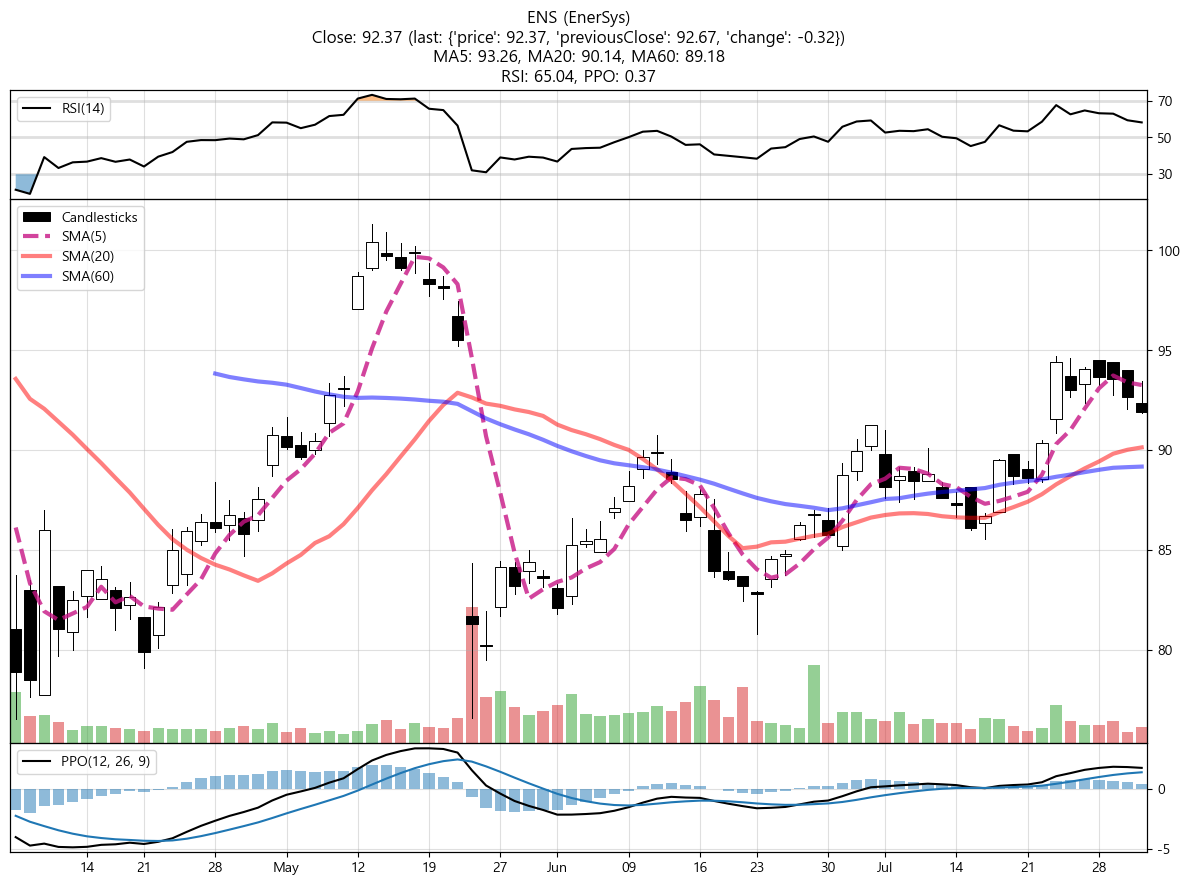 ENS (EnerSys)
Close: 92.37 (last: {'price': 92.37, 'previousClose': 92.67, 'change': -0.32})
MA5: 93.26, MA20: 90.14, MA60: 89.18
RSI: 65.04, PPO: 0.37
RSI(14)
70
50
30
Candlesticks
SMA(5)
SMA(20)
SMA(60)
100
95
90
85
80
PPO(12, 26, 9)
0
-5
14 21 28 May 12 19 27 Jun 09 16 23 30 Jul 14 21 28